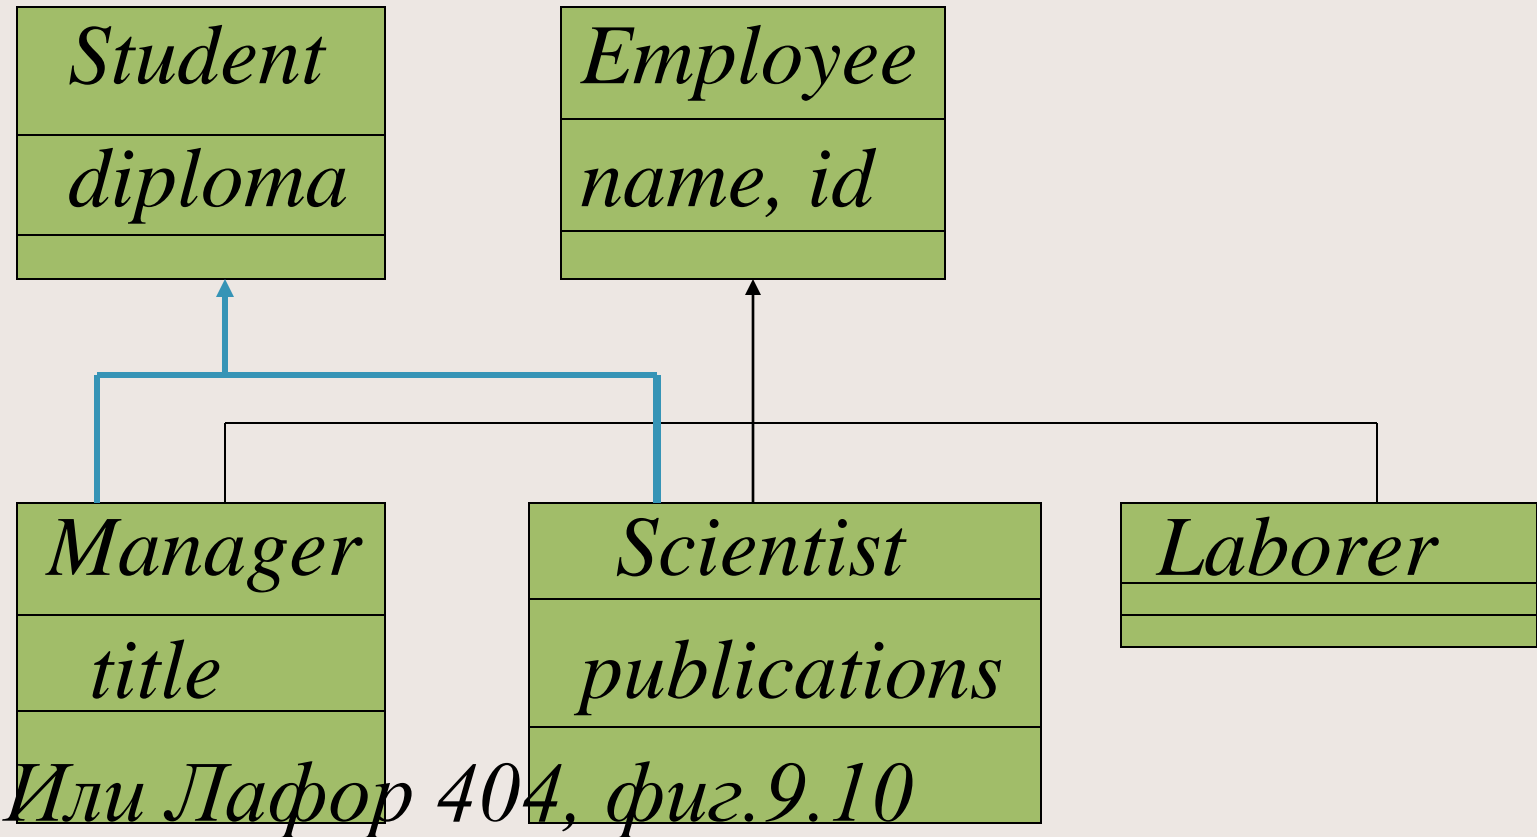 Student
Employee
diploma
name, id
Manager
Scientist
Laborer
title
publications
Или Лафор 404, фиг.9.10